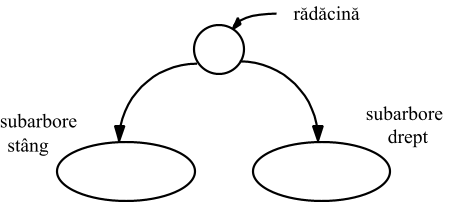 rădăcină
subarbore
stâng
subarbore
drept